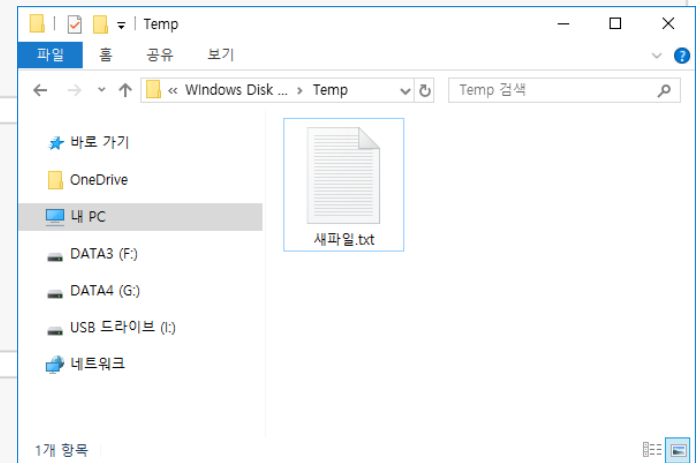 Temp
파일 홈 공유 보기
« WIndows Disk ... › Temp
Temp 검색
바로 가기
OneDrive
내 PC
DATA3 (F:)
DATA4 (G:)
USB 드라이브 (I:)
네트워크
새파일.txt
1개 항목